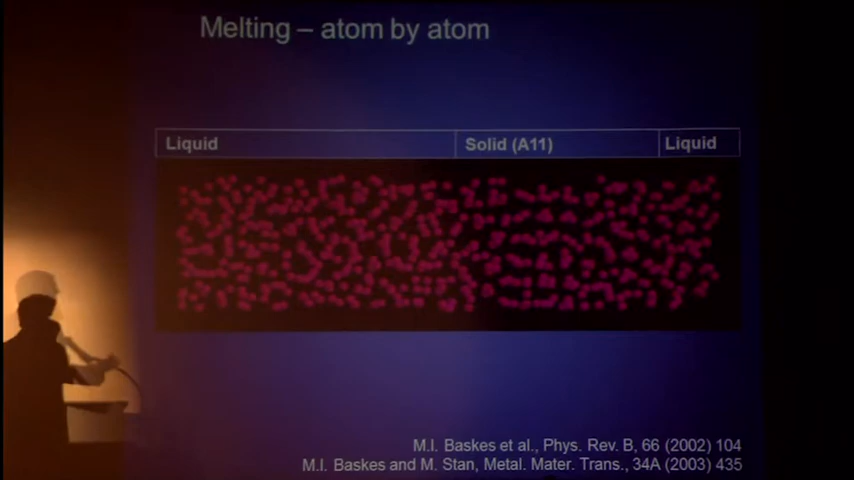 Melting – atom by atom
Liquid
Solid (A11)
Liquid
M.I. Baskes et al., Phys. Rev. B, 66 (2002) 104
M.I. Baskes and M. Stan, Metal. Mater. Trans., 34A (2003) 435